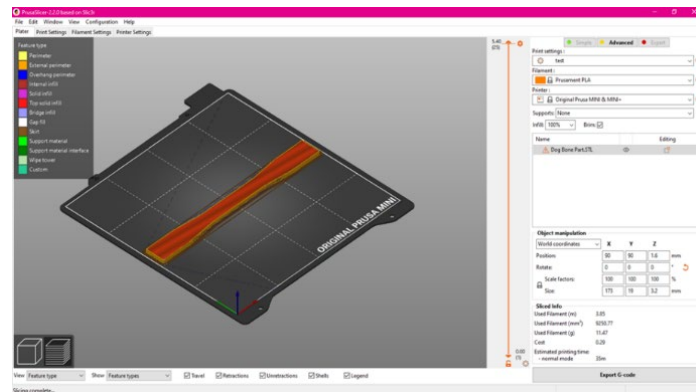 PrusaSlicer-2.2.0 based on Slic3r
File Edit Window View Configuration Help
Plater Print Settings Filament Settings Printer Settings
Feature type
Perimeter
External perimeter
Overhang perimeter
Internal infill
Solid infill
Top solid infill
Bridge infill
Gap fill
Skirt
Support material
Support material interface
Wipe tower
Custom
ORIGINAL PRUSA MINI
5.40
0.60
Simple Advanced Expert
Print settings :
test
Filament :
Prusament PLA
Printer :
Original Prusa MINI & MINI+
Supports: None
Infill: 100% Brim:
Name Editing
Dog Bone Part.STL
Object manipulation
World coordinates X Y Z
Position: 90 90 1.6 mm
Rotate: 0 0 0 °
Scale factors: 100 100 100 %
Size: 173 19 3.2 mm
Sliced Info
Used Filament (m) 3.85
Used Filament (mm³) 9250.77
Used Filament (g) 11.47
Cost 0.29
Estimated printing time:
- normal mode 35m
Export G-code
View Feature type Show Feature types Travel Retractions Unretractions Shells Legend
Slicing complete..